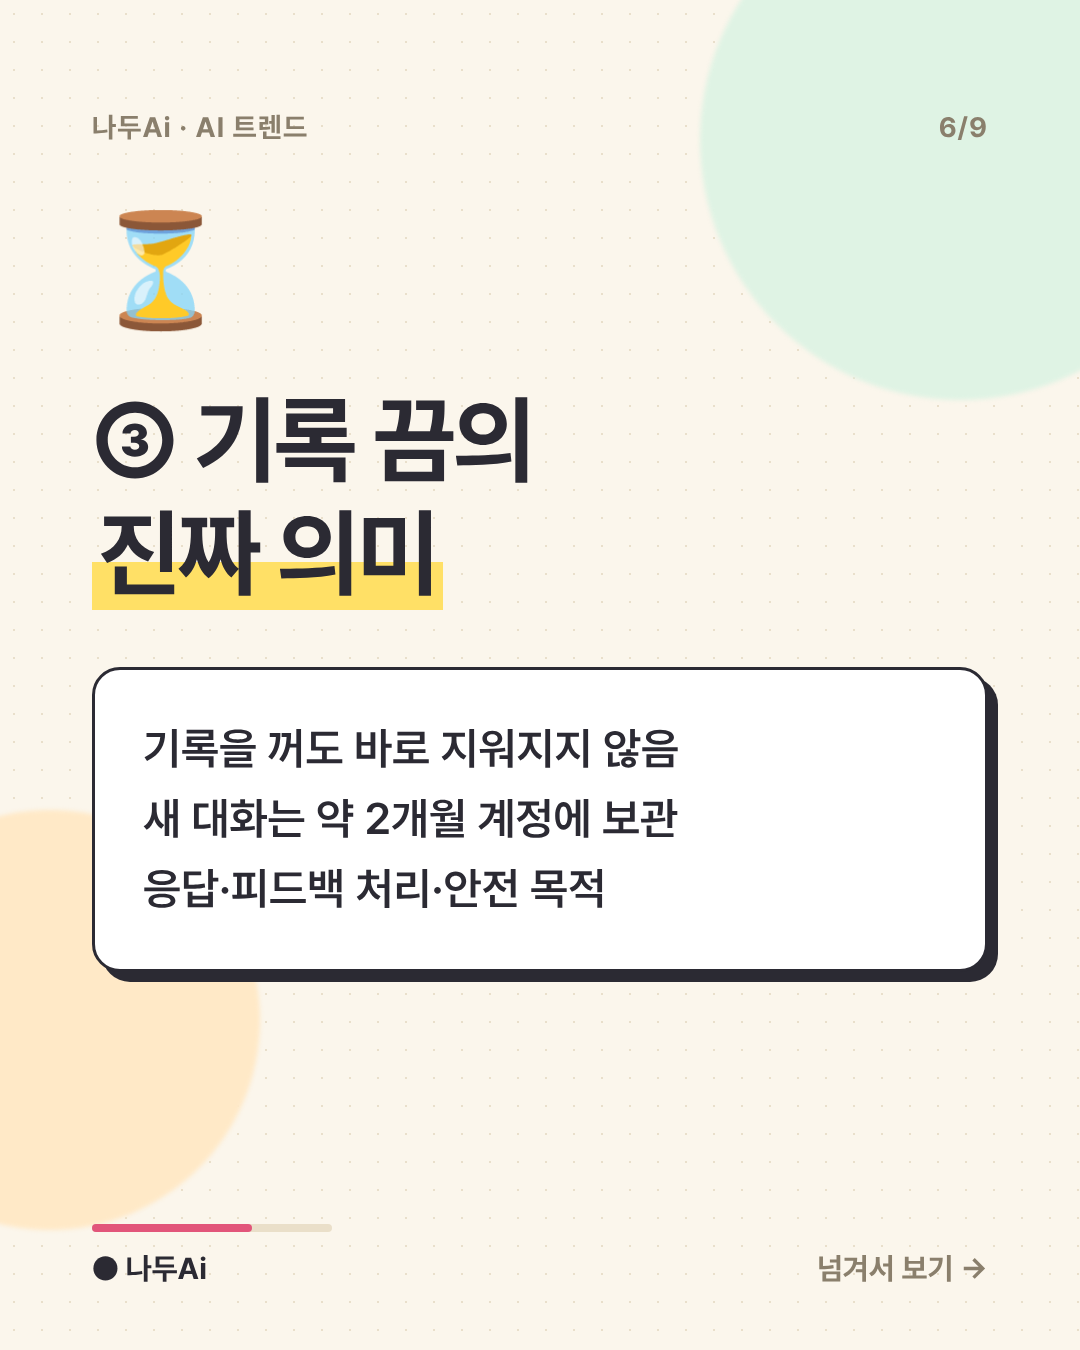 나두Ai · AI 트렌드
6/9
③ 기록 끔의
진짜 의미
기록을 꺼도 바로 지워지지 않음
새 대화는 약 2개월 계정에 보관
응답·피드백 처리·안전 목적
● 나두Ai
넘겨서 보기 →